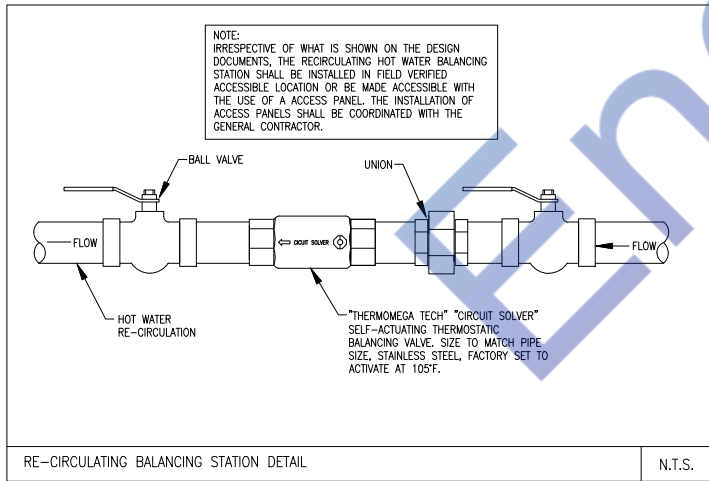 NOTE:
IRRESPECTIVE OF WHAT IS SHOWN ON THE DESIGN
DOCUMENTS, THE RECIRCULATING HOT WATER BALANCING
STATION SHALL BE INSTALLED IN FIELD VERIFIED
ACCESSIBLE LOCATION OR BE MADE ACCESSIBLE WITH
THE USE OF A ACCESS PANEL. THE INSTALLATION OF
ACCESS PANELS SHALL BE COORDINATED WITH THE
GENERAL CONTRACTOR.
BALL VALVE
UNION
FLOW
CICUIT SOLVER
FLOW
HOT WATER
RE-CIRCULATION
"THERMOMEGA TECH" "CIRCUIT SOLVER"
SELF-ACTUATING THERMOSTATIC
BALANCING VALVE. SIZE TO MATCH PIPE
SIZE, STAINLESS STEEL, FACTORY SET TO
ACTIVATE AT 105°F.
RE-CIRCULATING BALANCING STATION DETAIL
N.T.S.